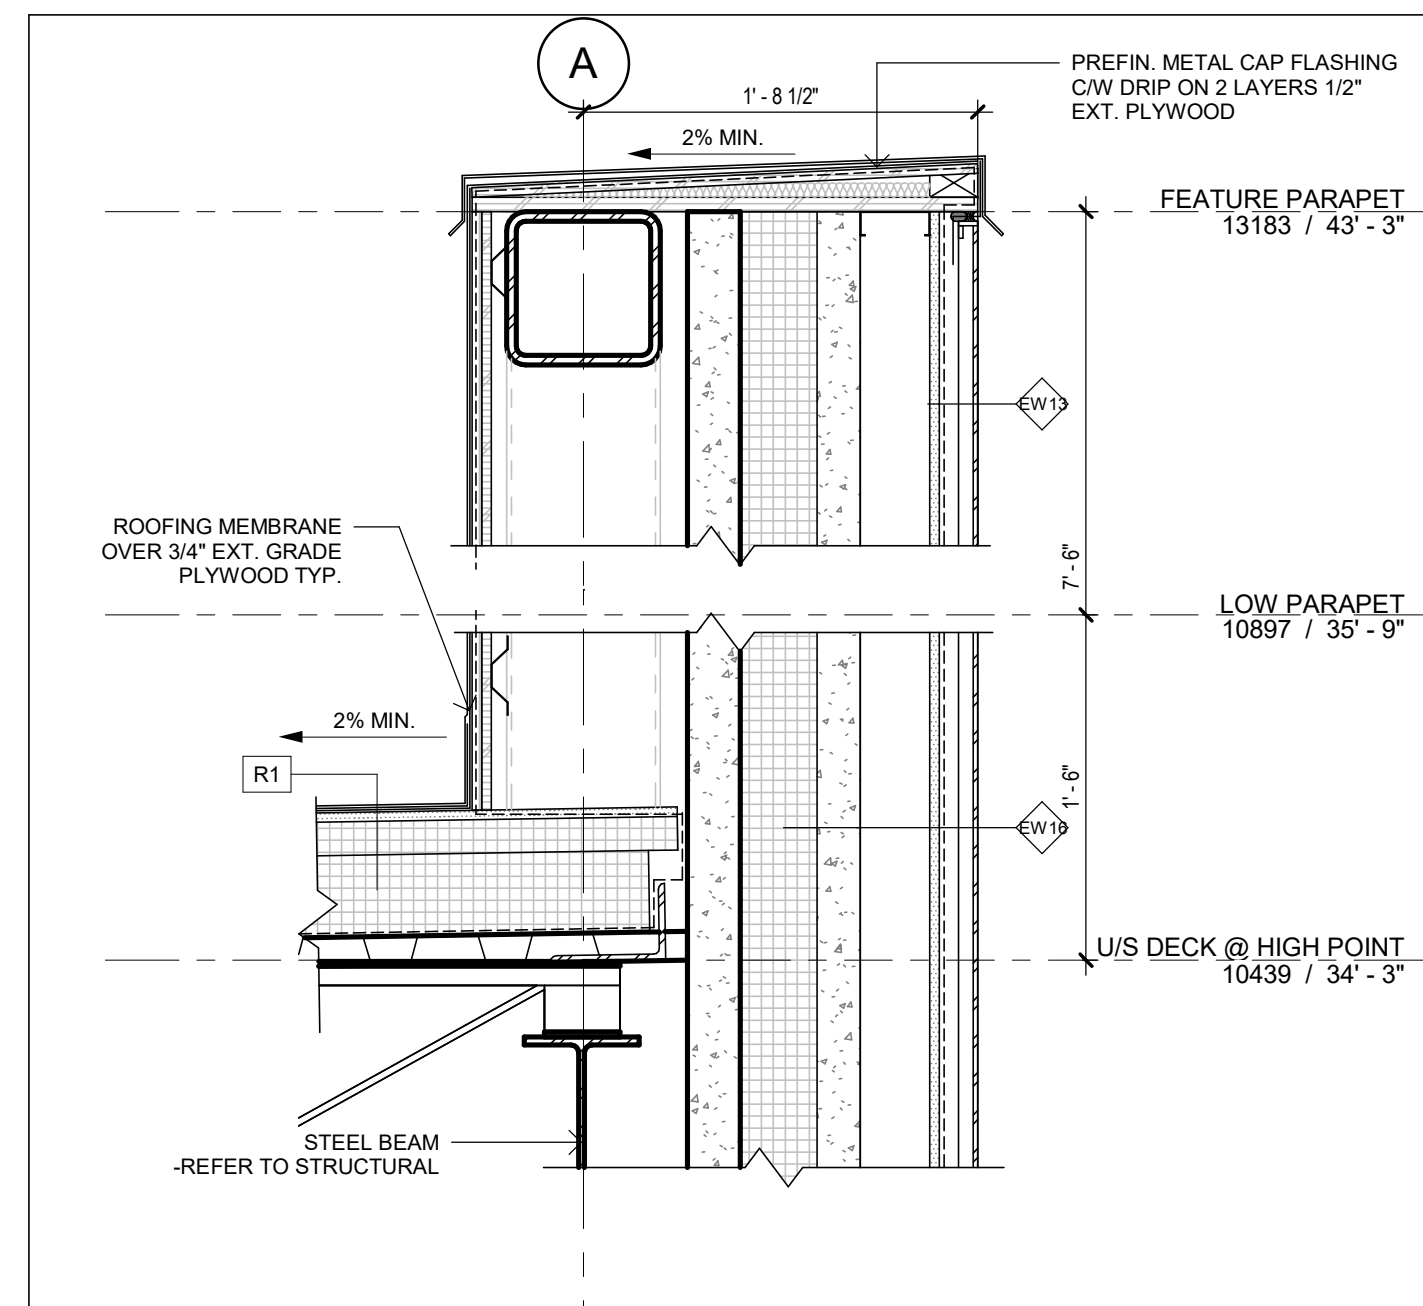 A
PREFIN. METAL CAP FLASHING
C/W DRIP ON 2 LAYERS 1/2"
EXT. PLYWOOD
1' - 8 1/2"
2% MIN.
FEATURE PARAPET
13183 / 43' - 3"
EW13
ROOFING MEMBRANE
OVER 3/4" EXT. GRADE
PLYWOOD TYP.
7' - 6"
LOW PARAPET
10897 / 35' - 9"
2% MIN.
R1
1' - 6"
EW16
U/S DECK @ HIGH POINT
10439 / 34' - 3"
STEEL BEAM
-REFER TO STRUCTURAL